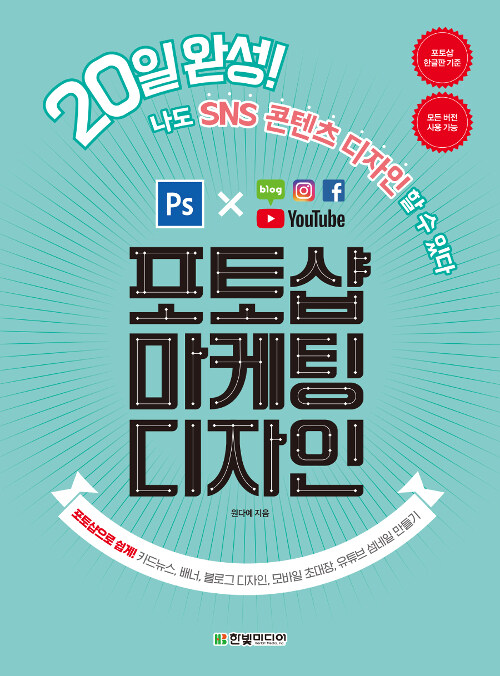 20일 완성!
나도 SNS 콘텐츠 디자인 할 수 있다
포토샵
한글판 기준
모든 버전
사용 가능
Ps
blog
YouTube
포토샵
마케팅
디자인
원다예 지음
포토샵으로 쉽게! 카드뉴스, 배너, 블로그 디자인, 모바일 초대장, 유튜브 섬네일 만들기
한빛미디어